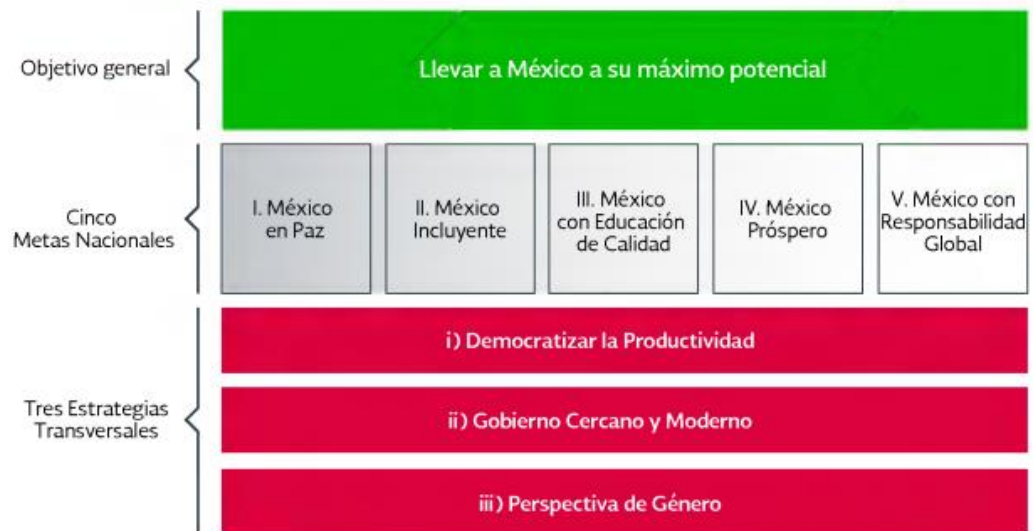 Objetivo general
Llevar a México a su máximo potencial
Cinco
Metas Nacionales
I. México
en Paz
II. México
Incluyente
III. México
con Educación
de Calidad
IV. México
Próspero
V. México con
Responsabilidad
Global
Tres Estrategias
Transversales
i) Democratizar la Productividad
ii) Gobierno Cercano y Moderno
iii) Perspectiva de Género